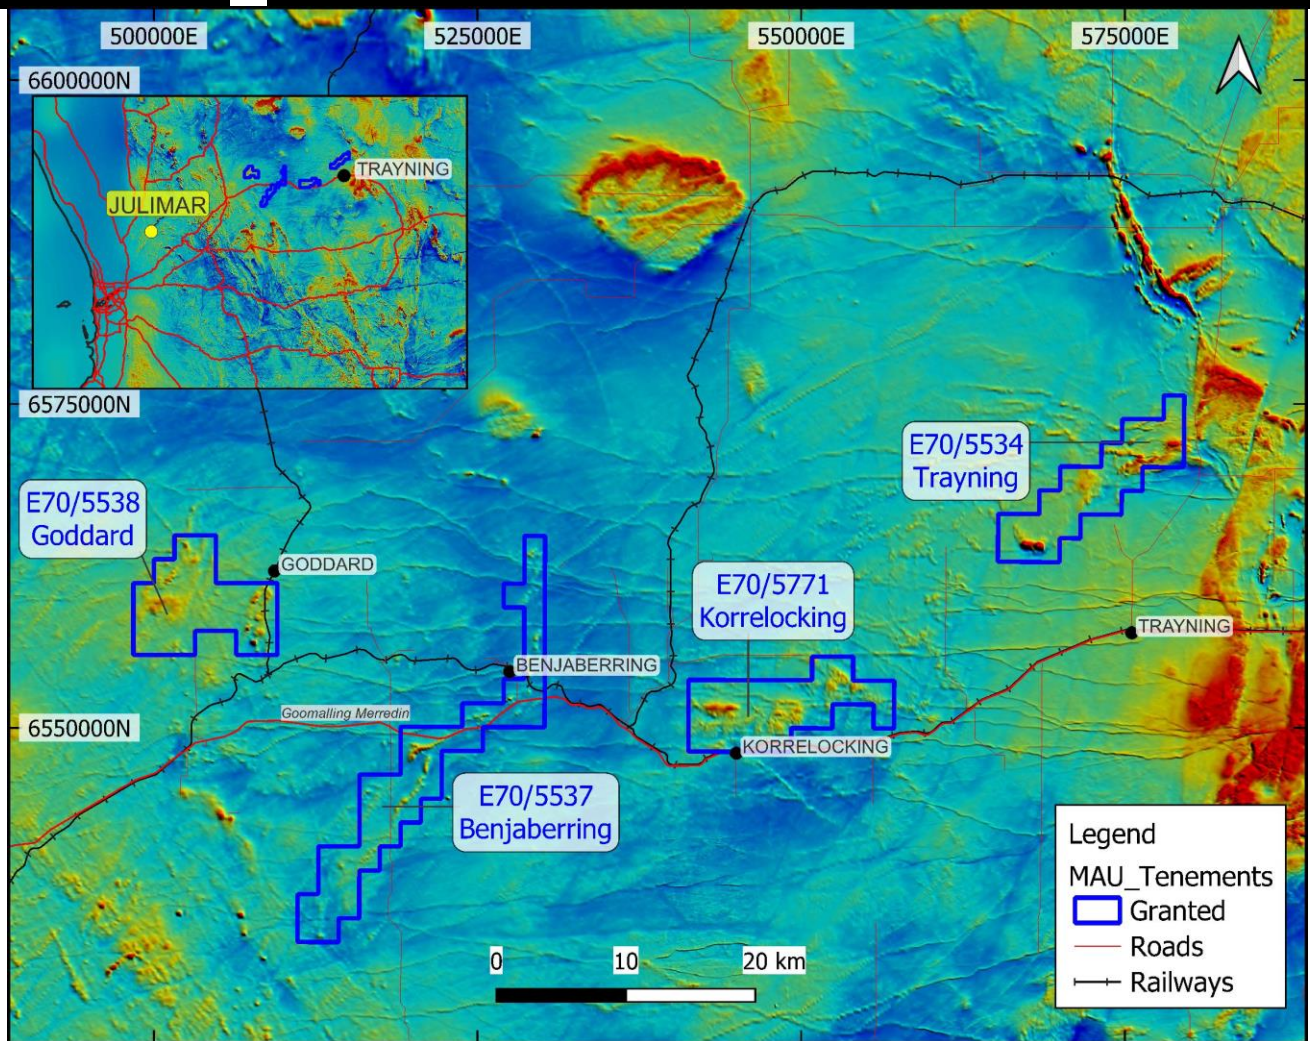 500000E
525000E
550000E
575000E
6600000N
TRAYNING
JULIMAR
6575000N
E70/5534
Trayning
E70/5538
Goddard
GODDARD
E70/5771
Korrelocking
TRAYNING
BENJABERRING
Goomalling Merredin
6550000N
KORRELOCKING
E70/5537
Benjaberring
0 10 20 km
Legend
MAU_Tenements
Granted
Roads
Railways